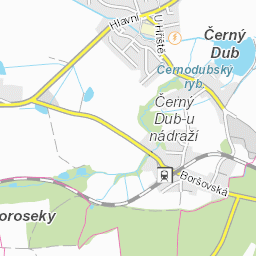 Hlavní
U Hřiště
Černý
Dub
Černodubský
ryb.
Černý
Dub-u
nádraží
Boršovská
oroseky